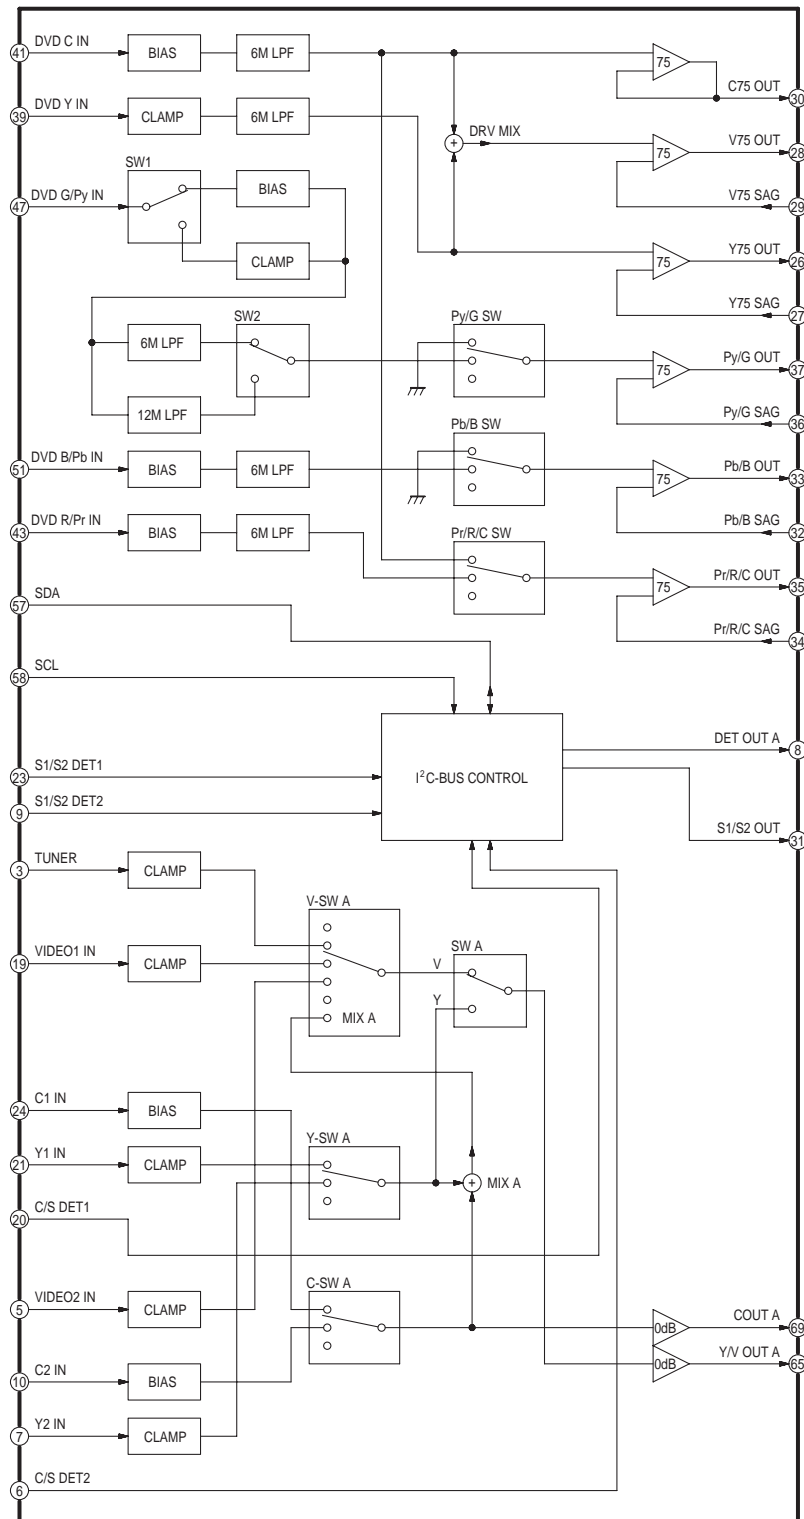 41 DVD C IN BIAS 6M LPF 75 C75 OUT 30
39 DVD Y IN CLAMP 6M LPF + DRV MIX 75 V75 OUT 28
SW1
47 DVD G/Py IN BIAS V75 SAG 29
CLAMP 75 Y75 OUT 26
Y75 SAG 27
SW2 Py/G SW
6M LPF 75 Py/G OUT 37
12M LPF Py/G SAG 36
Pb/B SW
51 DVD B/Pb IN BIAS 6M LPF 75 Pb/B OUT 33
43 DVD R/Pr IN BIAS 6M LPF Pb/B SAG 32
Pr/R/C SW
57 SDA 75 Pr/R/C OUT 35
Pr/R/C SAG 34
58 SCL
I²C-BUS CONTROL
DET OUT A 8
23 S1/S2 DET1
9 S1/S2 DET2
S1/S2 OUT 31
3 TUNER CLAMP
V-SW A
19 VIDEO1 IN CLAMP
SW A
V
Y
MIX A
24 C1 IN BIAS
Y-SW A
21 Y1 IN CLAMP
+ MIX A
20 C/S DET1
C-SW A
5 VIDEO2 IN CLAMP
0dB COUT A 69
0dB Y/V OUT A 65
10 C2 IN BIAS
7 Y2 IN CLAMP
6 C/S DET2